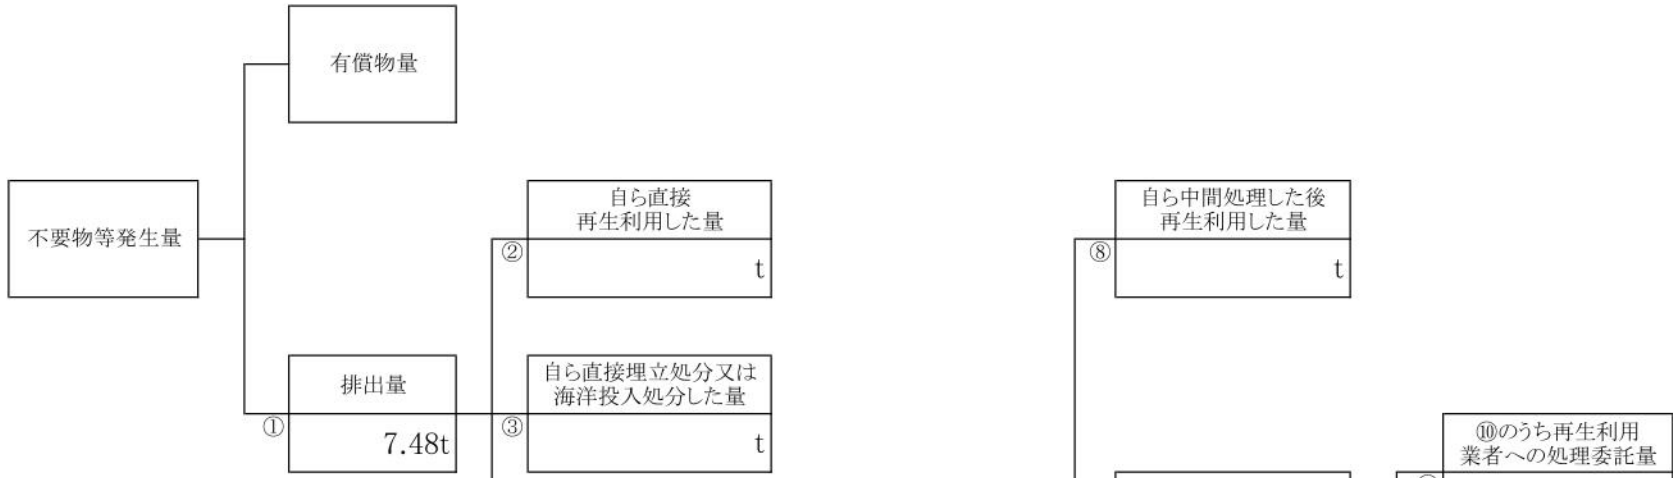 有償物量
不要物等発生量
自ら直接
再生利用した量
②
t
自ら中間処理した後
再生利用した量
⑧
t
排出量
①
7.48t
自ら直接埋立処分又は
海洋投入処分した量
③
t
⑩のうち再生利用
業者への処理委託量